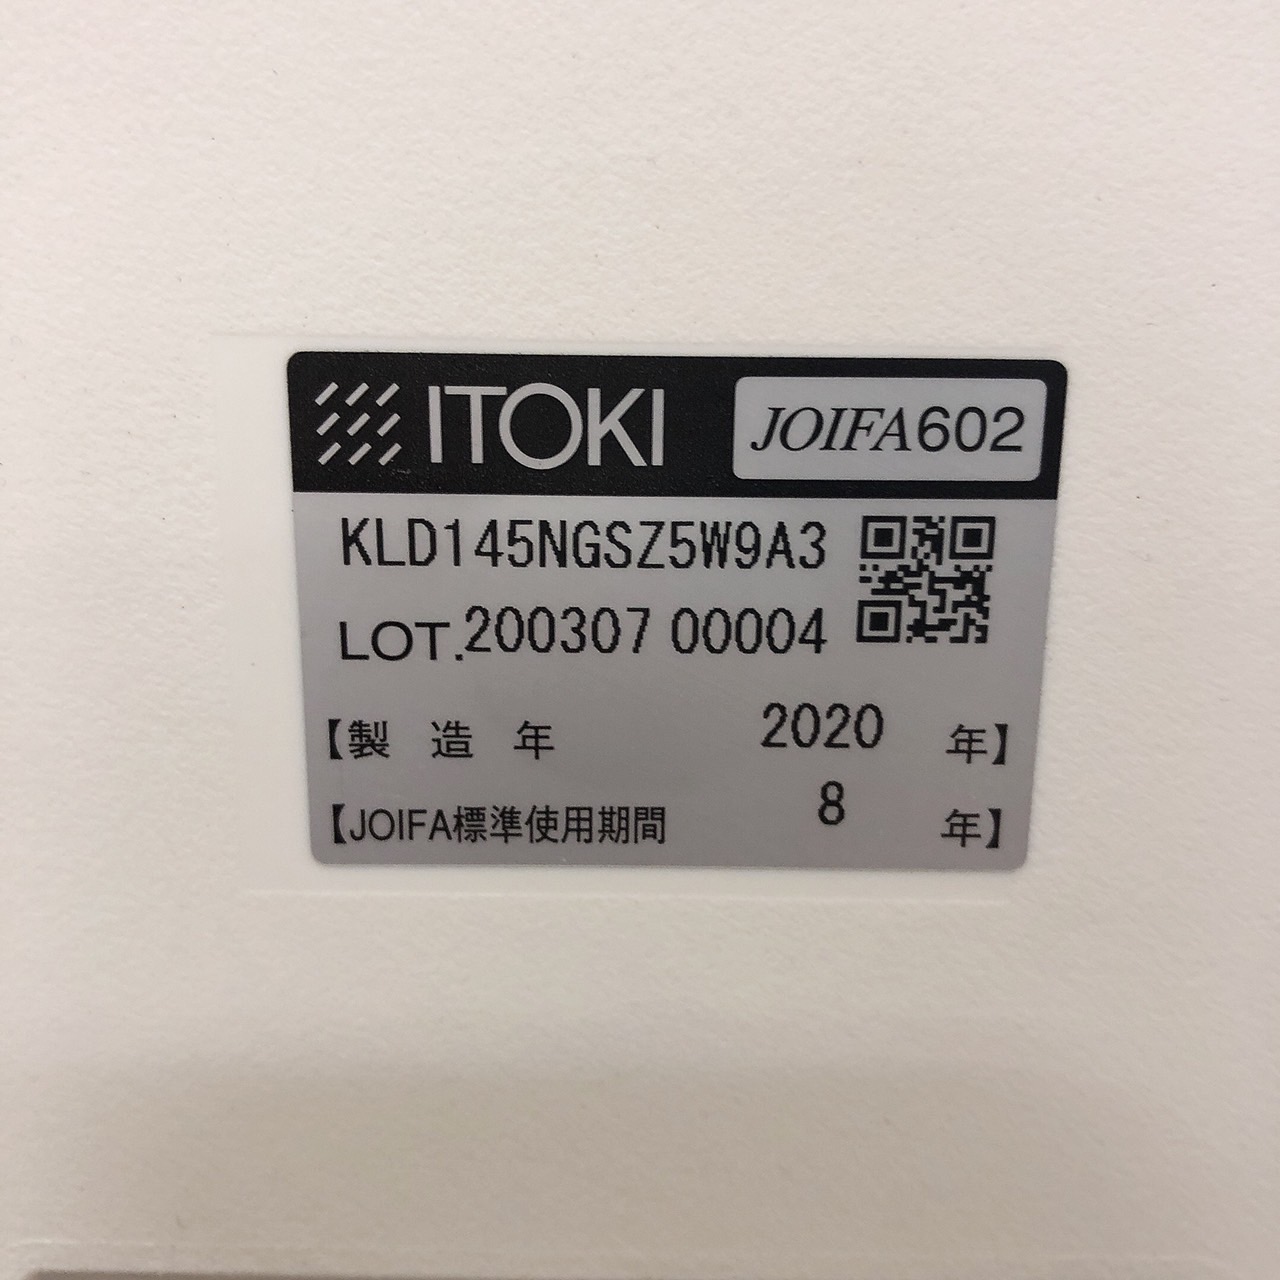 ITOKI JOIFA602
KLD145NGSZ5W9A3
LOT.200307 00004
【製 造 年 2020 年】
【JOIFA標準使用期間 8 年】